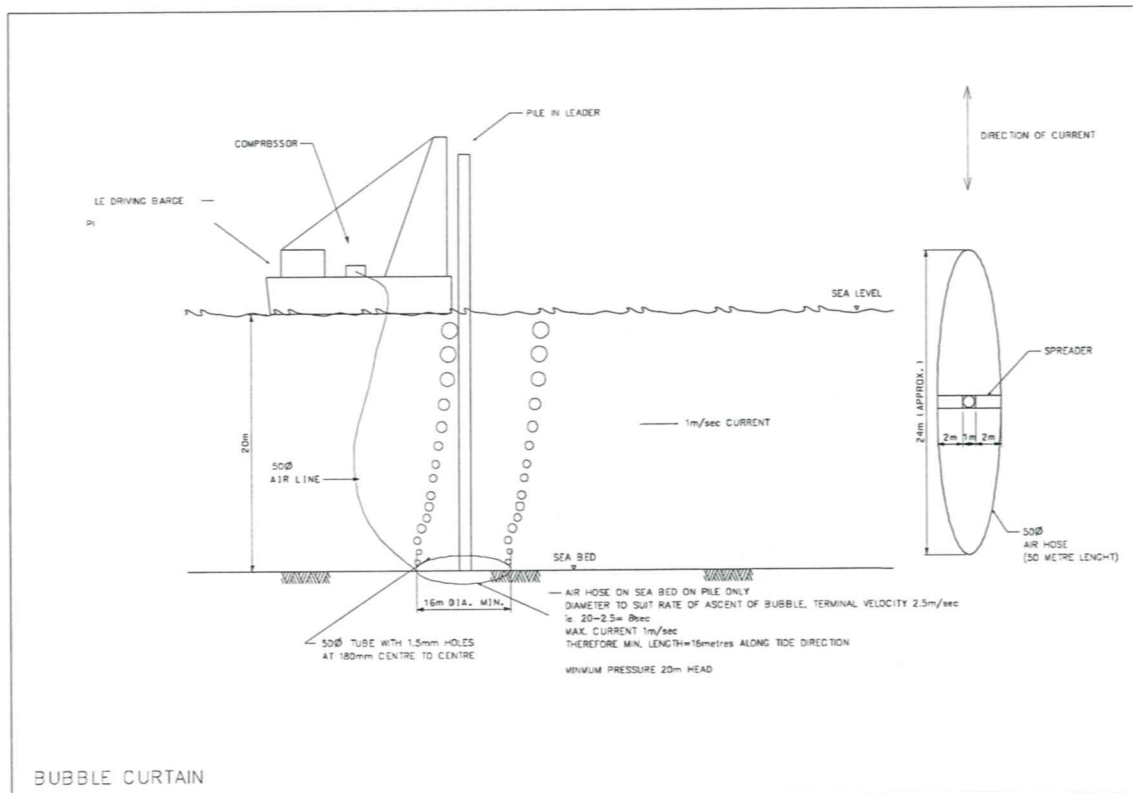 PILE IN LEADER
COMPRBSSOR
DIRECTION OF CURRENT
LE DRIVING BARGE
PI
SEA LEVEL
SPREADER
24m (APPROX.)
1m/sec CURRENT
2m 1m 2m
20m
50Ø
AIR LINE
50Ø
AIR HOSE
(50 METRE LENGHT)
SEA BED
AIR HOSE ON SEA BED ON PILE ONLY
16m DIA. MIN.
DIAMETER TO SUIT RATE OF ASCENT OF BUBBLE, TERMINAL VELOCITY 2.5m/sec
ie. 20-2.5= 8sec
MAX. CURRENT 1m/sec
50Ø TUBE WITH 1.5mm HOLES
AT 180mm CENTRE TO CENTRE
THEREFORE MIN. LENGTH=16metres ALONG TIDE DIRECTION
MINMUM PRESSURE 20m HEAD
BUBBLE CURTAIN